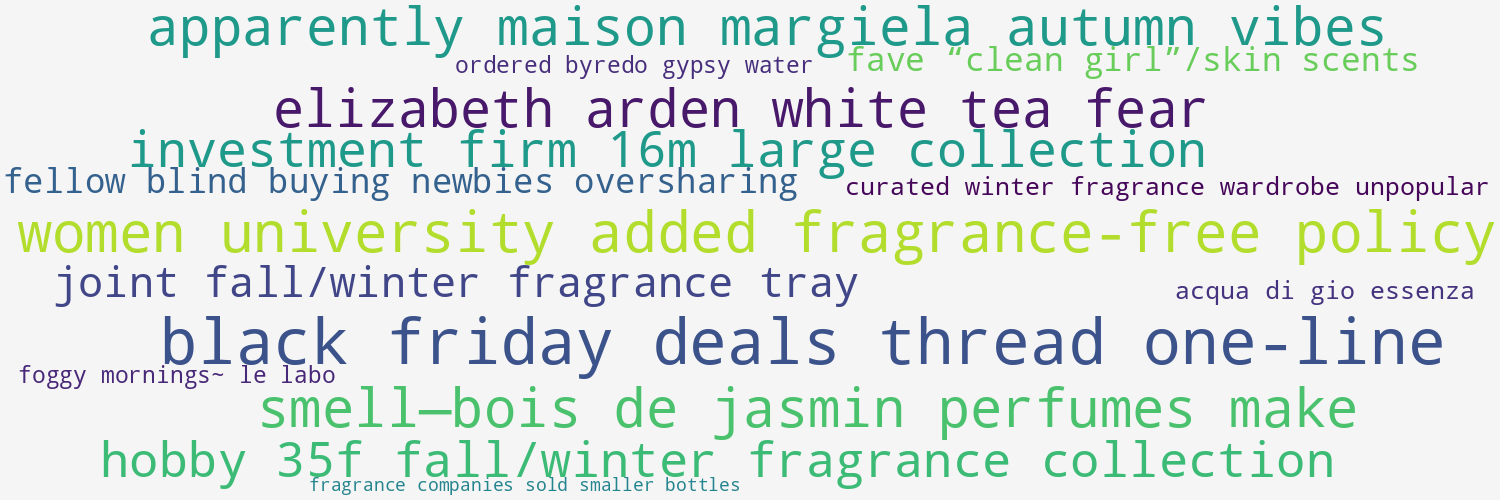 apparently maison margiela autumn vibes
ordered byredo gypsy water
fave “clean girl”/skin scents
elizabeth arden white tea fear
investment firm 16m large collection
fellow blind buying newbies oversharing
curated winter fragrance wardrobe unpopular
women university added fragrance-free policy
joint fall/winter fragrance tray
acqua di gio essenza
black friday deals thread one-line
foggy mornings~ le labo
smell—bois de jasmin perfumes make
hobby 35f fall/winter fragrance collection
fragrance companies sold smaller bottles